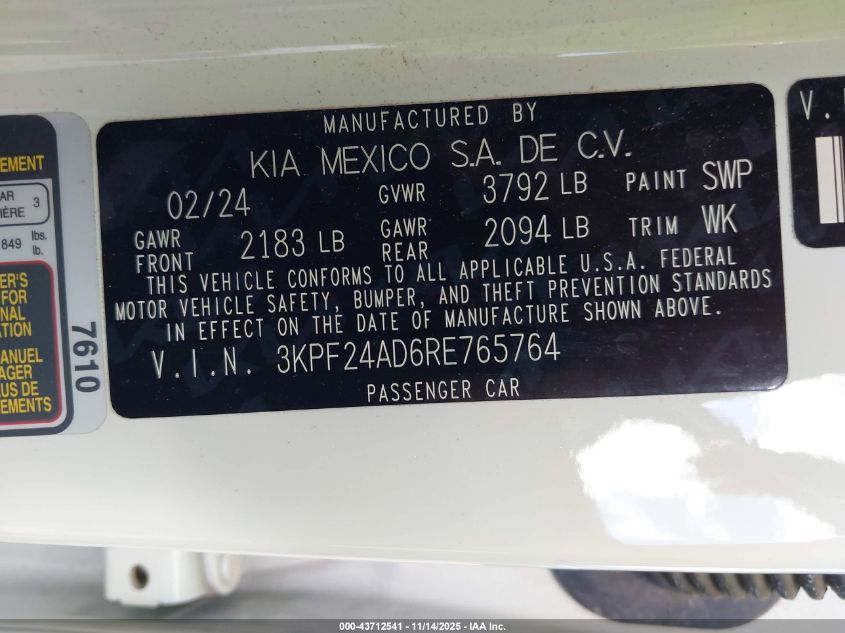 EMENT
AR
IÈRE 3
849 lbs.
lb.
ER'S
FOR
NAL
ATION
MANUEL
AGER
US DE
EMENTS
7610
MANUFACTURED BY
KIA MEXICO S.A. DE C.V.
02/24 GVWR 3792 LB PAINT SWP
GAWR FRONT 2183 LB GAWR REAR 2094 LB TRIM WK
THIS VEHICLE CONFORMS TO ALL APPLICABLE U.S.A. FEDERAL
MOTOR VEHICLE SAFETY, BUMPER, AND THEFT PREVENTION STANDARDS
IN EFFECT ON THE DATE OF MANUFACTURE SHOWN ABOVE.
V.I.N. 3KPF24AD6RE765764
PASSENGER CAR
V.
000-43712541 - 11/14/2025 - IAA Inc.